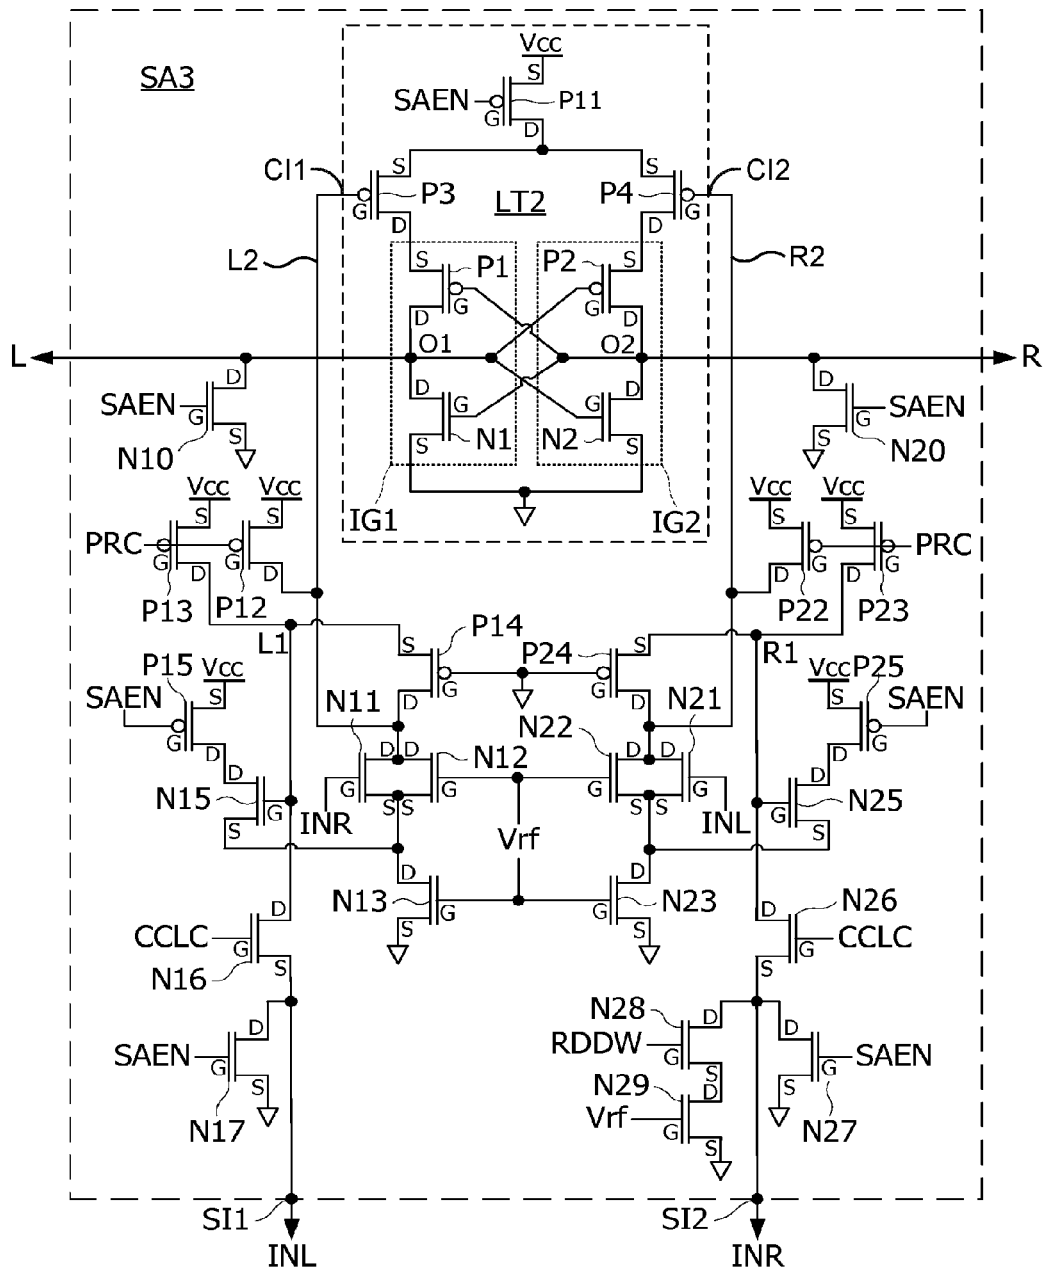 Vcc
SA3
S
SAEN
P11
G
D
CI1
S
S
CI2
G
P3
LT2
P4
G
D
D
L2
S
P1
P2
S
R2
G
G
D
D
L
O1
O2
R
D
D
D
D
SAEN
G
G
G
G
SAEN
S
S
N1
N2
S
S
N10
N20
Vcc
Vcc
IG1
IG2
Vcc
Vcc
S
S
S
S
PRC
G
G
G
G
PRC
D
D
D
D
P13
P12
P22
P23
L1
S
P14
P24
S
R1
P15
Vcc
G
G
Vcc
P25
SAEN
S
D
N11
N21
D
S
SAEN
G
N22
G
D
D
D
N12
D
D
D
D
N15
G
G
G
G
G
G
N25
S
INR
S
S
Vrf
S
S
INL
S
D
D
N13
G
G
N23
S
S
D
D
N26
CCLC
G
G
CCLC
N16
S
S
N28
D
D
D
SAEN
G
RDDW
G
G
SAEN
S
S
S
N29
D
N17
Vrf
G
N27
S
SI1
SI2
INL
INR